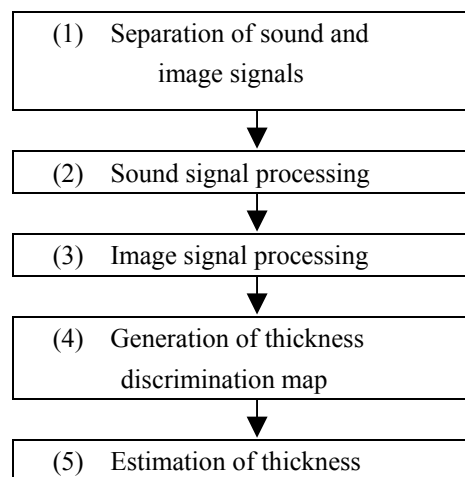 (1) Separation of sound and
image signals
(2) Sound signal processing
(3) Image signal processing
(4) Generation of thickness
discrimination map
(5) Estimation of thickness